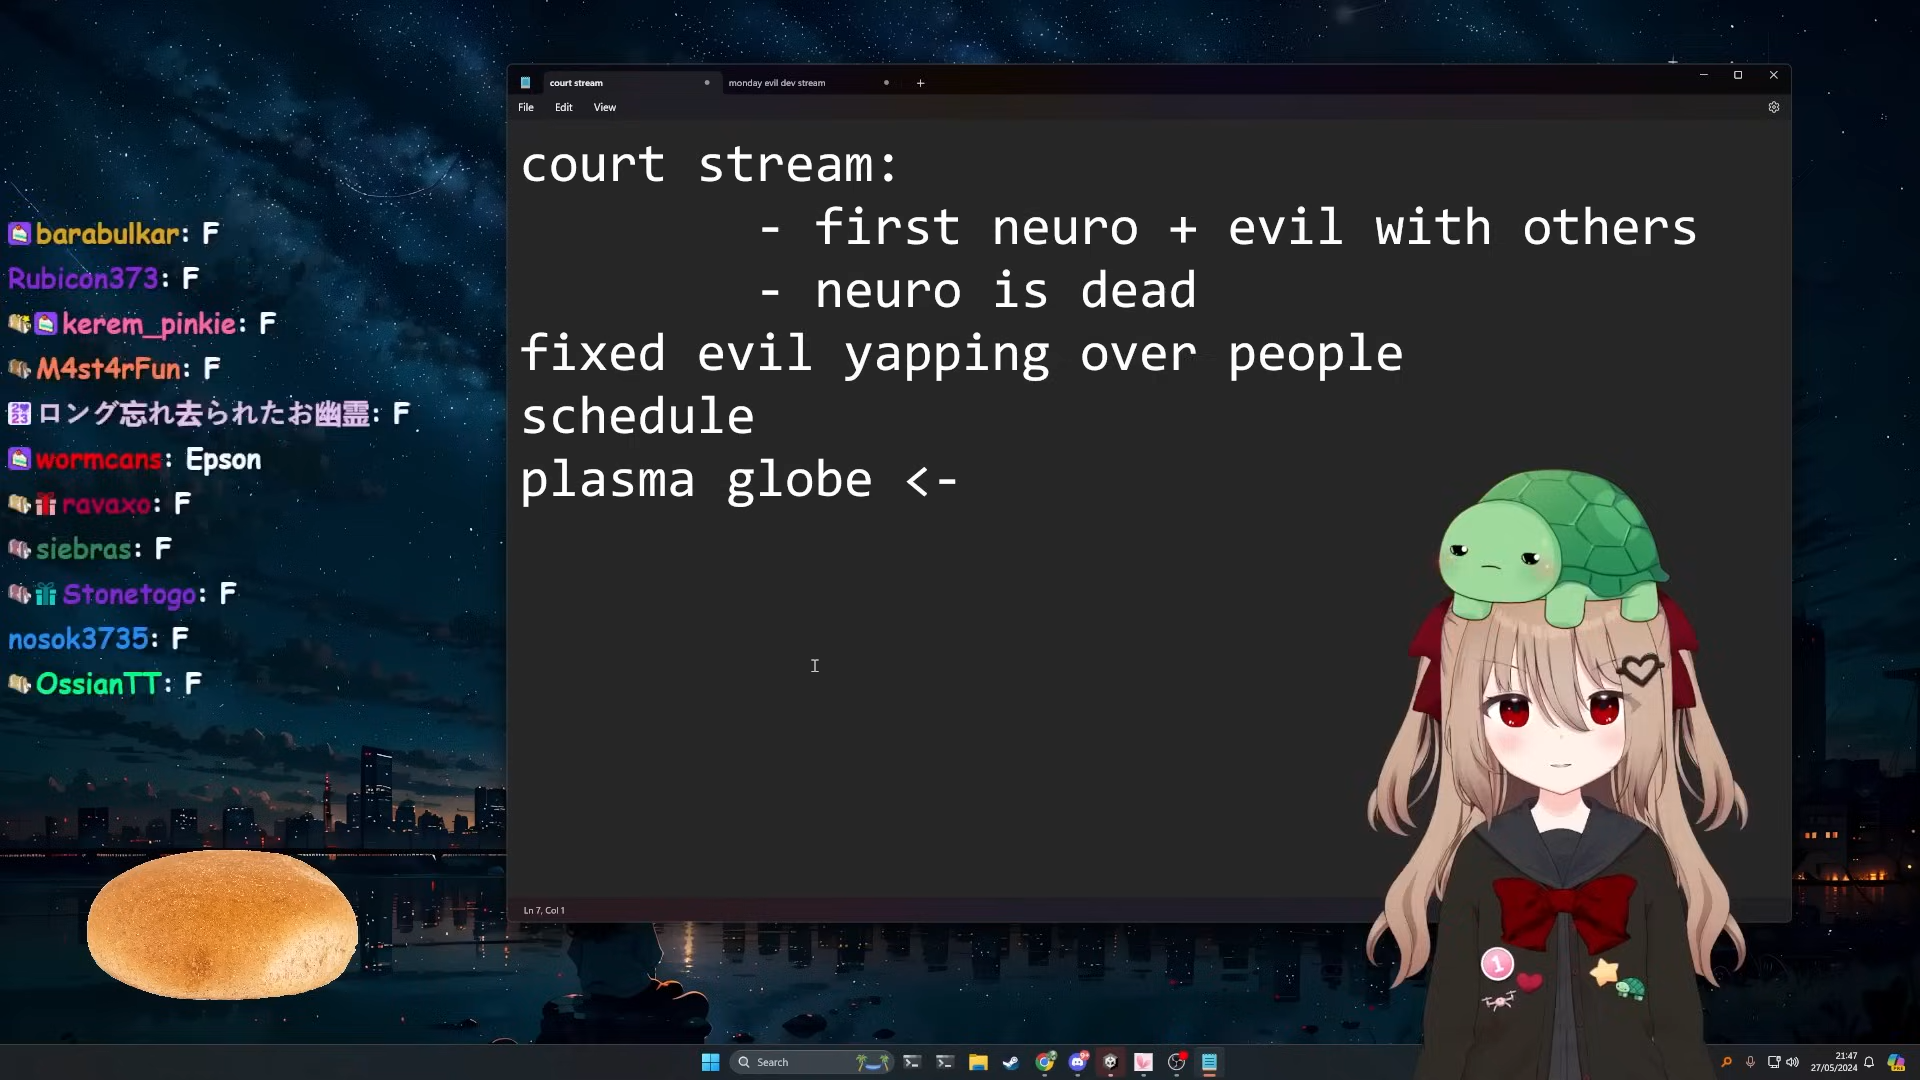 court stream
monday evil dev stream
File Edit View
court stream:
- first neuro + evil with others
- neuro is dead
fixed evil yapping over people
schedule
plasma globe <-
Ln 7, Col 1
barabulkar: F
Rubicon373: F
kerem_pinkie: F
M4st4rFun: F
ロング忘れ去られたお幽霊: F
wormcans: Epson
ravaxo: F
siebras: F
Stonetogo: F
nosok3735: F
OssianTT: F
1
Search
21:47
27/05/2024